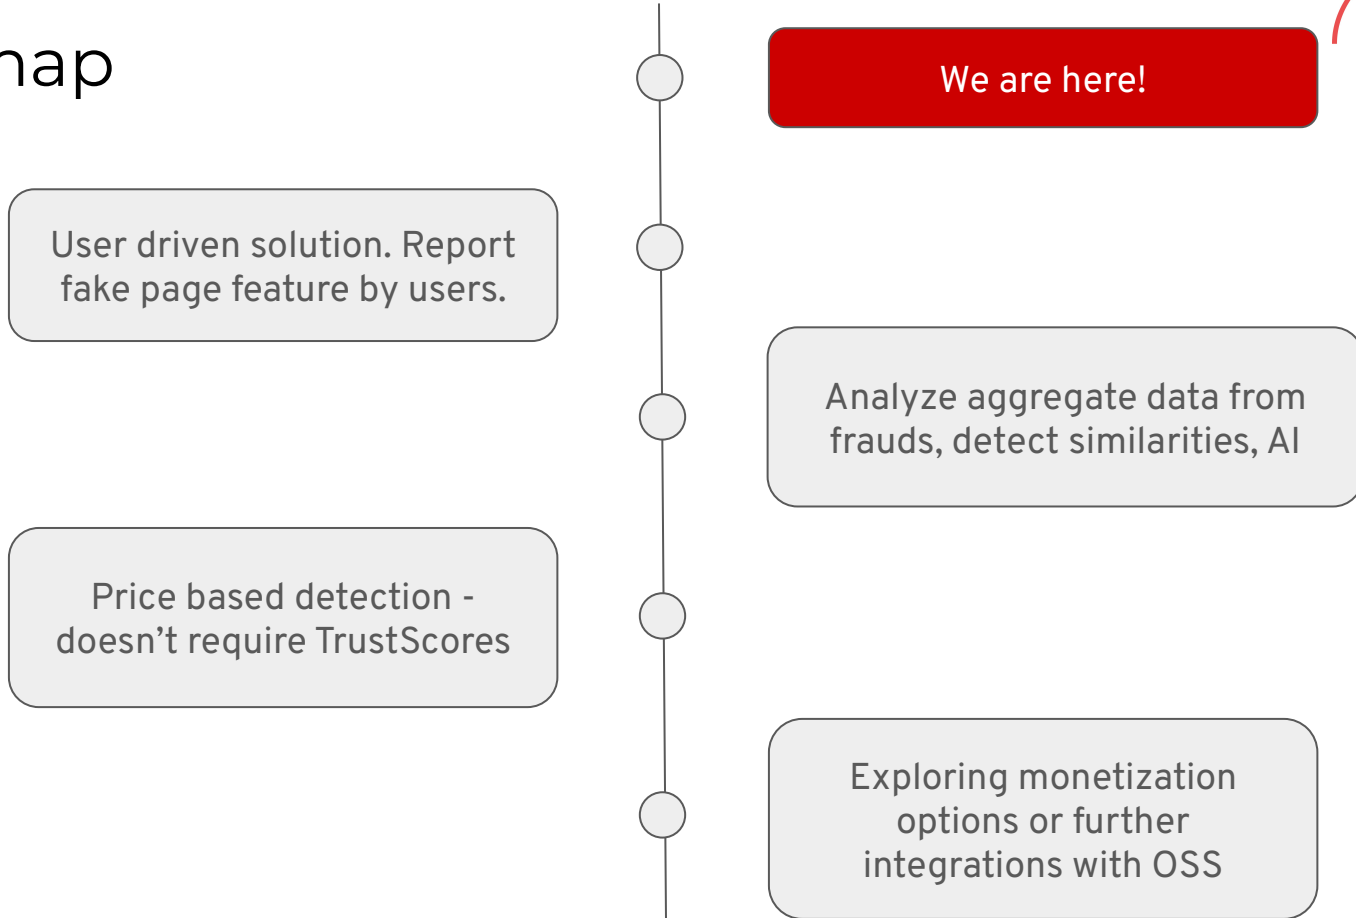 map
We are here!
User driven solution. Report
fake page feature by users.
Analyze aggregate data from
frauds, detect similarities, AI
Price based detection -
doesn’t require TrustScores
Exploring monetization
options or further
integrations with OSS